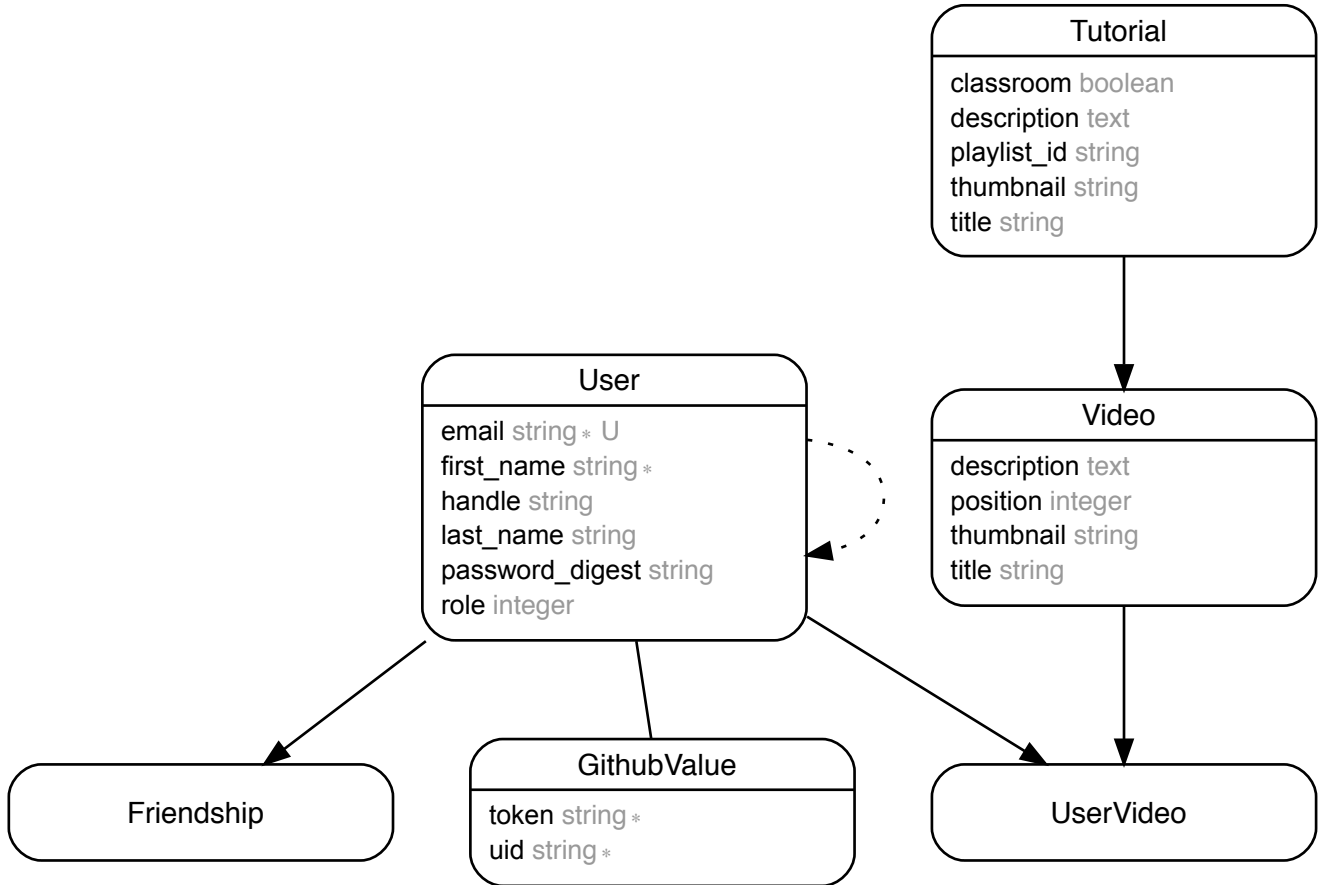 Tutorial
classroom boolean
description text
playlist_id string
thumbnail string
title string
User
email string * U
first_name string *
handle string
last_name string
password_digest string
role integer
Video
description text
position integer
thumbnail string
title string
Friendship
GithubValue
token string *
uid string *
UserVideo